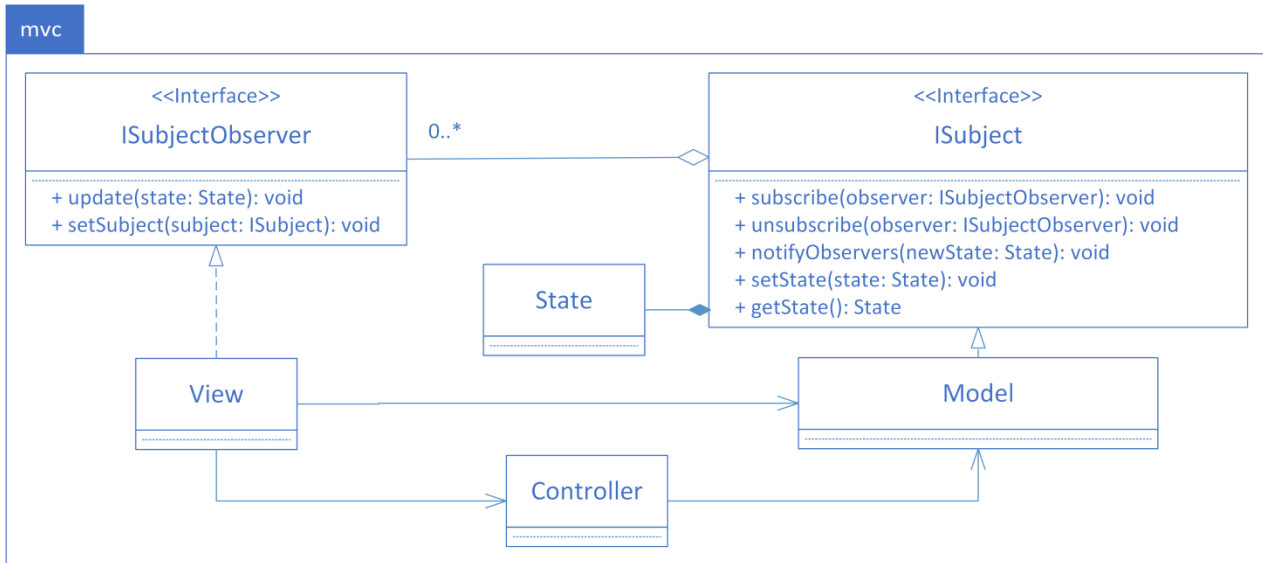 mvc
<<Interface>>
ISubjectObserver
+ update(state: State): void
+ setSubject(subject: ISubject): void
0..*
<<Interface>>
ISubject
+ subscribe(observer: ISubjectObserver): void
+ unsubscribe(observer: ISubjectObserver): void
+ notifyObservers(newState: State): void
+ setState(state: State): void
+ getState(): State
State
View
Model
Controller